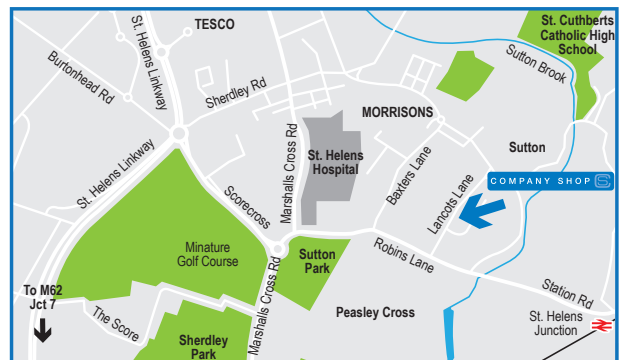 TESCO
St. Helens Linkway
Burtonhead Rd
Sherdley Rd
St. Cuthberts
Catholic High
School
Sutton Brook
MORRISONS
Marshalls Cross Rd
St. Helens
Hospital
Sutton
St. Helens Linkway
Scorecross
Baxters Lane
Lancots Lane
COMPANY SHOP S
Minature
Golf Course
Sutton
Park
Robins Lane
Station Rd
To M62
Jct 7
The Score
Marshalls Cross Rd
Peasley Cross
St. Helens
Junction
Sherdley
Park